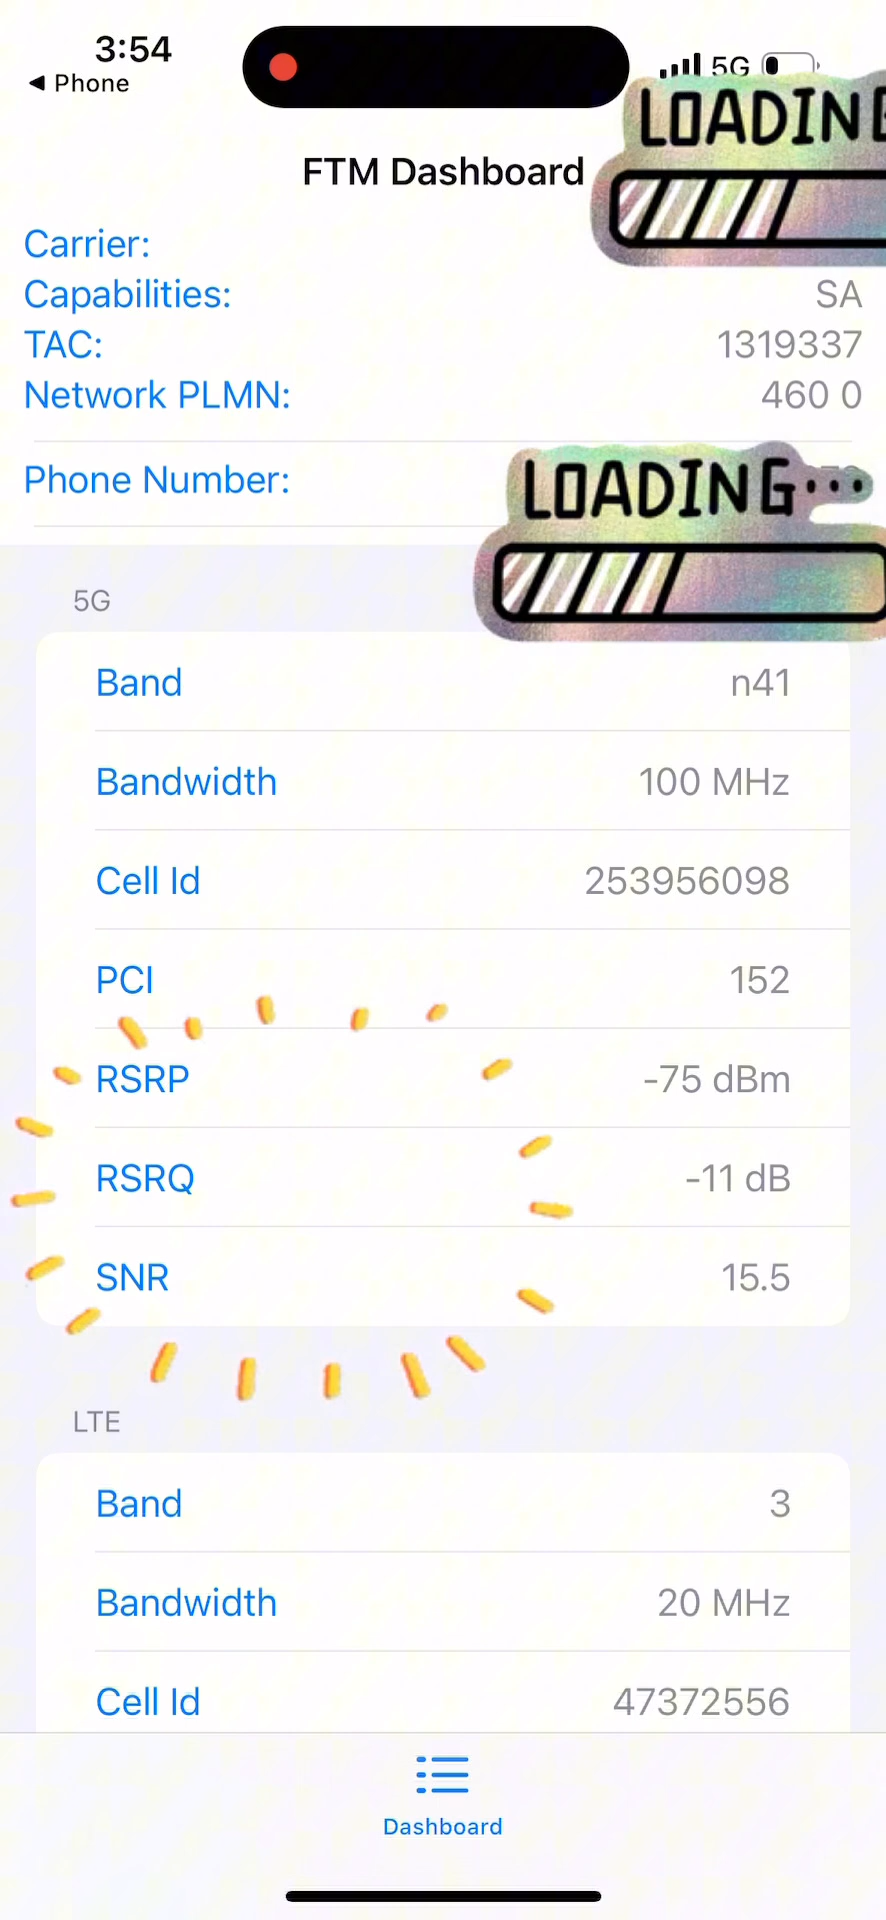 3:54
5G
◀ Phone
LOADING
FTM Dashboard
Carrier:
Capabilities: SA
TAC: 1319337
Network PLMN: 460 0
LOADING...
Phone Number:
5G
Band n41
Bandwidth 100 MHz
Cell Id 253956098
PCI 152
RSRP -75 dBm
RSRQ -11 dB
SNR 15.5
LTE
Band 3
Bandwidth 20 MHz
Cell Id 47372556
Dashboard